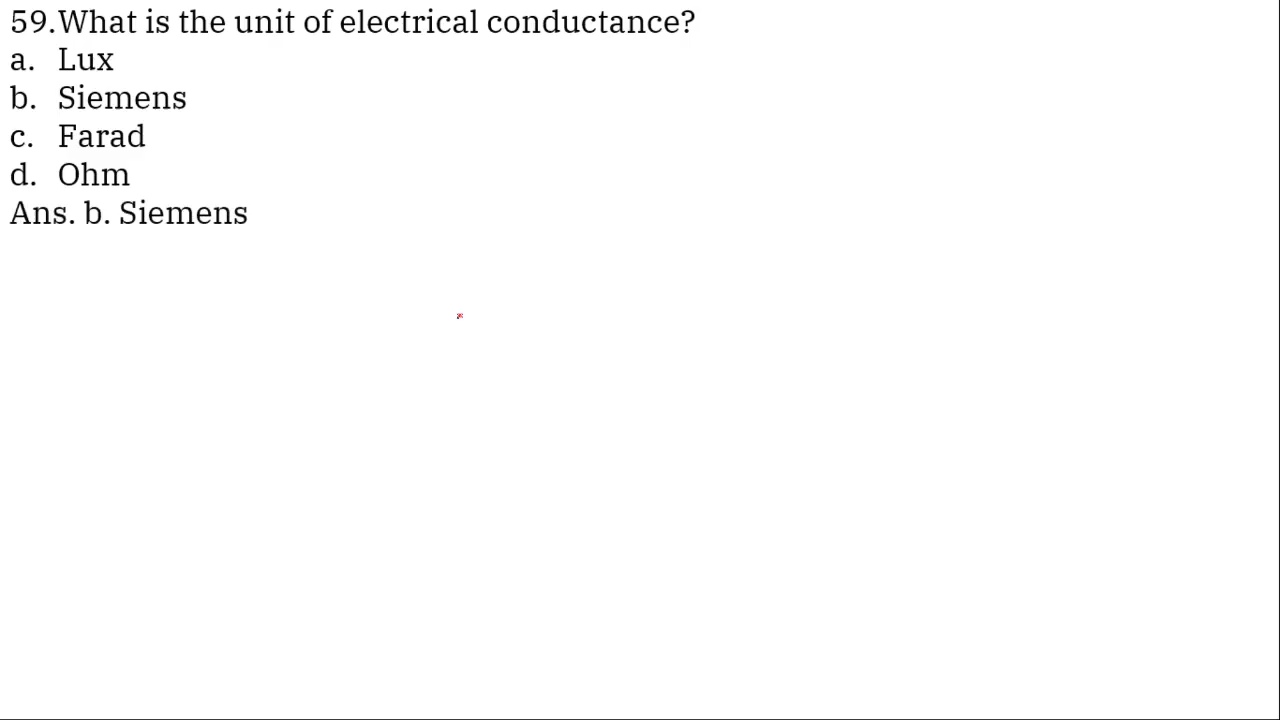 59.What is the unit of electrical conductance?
a. Lux
b. Siemens
c. Farad
d. Ohm
Ans. b. Siemens